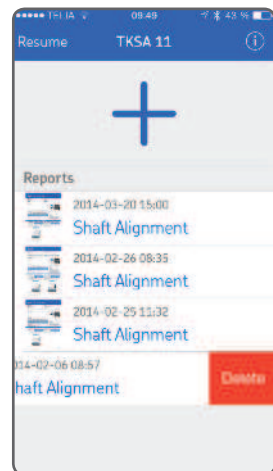 TELIA 09:49 43 %
Resume TKSA 11
Reports
2014-03-20 15:00
Shaft Alignment
2014-02-26 08:35
Shaft Alignment
2014-02-25 11:32
Shaft Alignment
014-02-06 08:57
haft Alignment
Delete